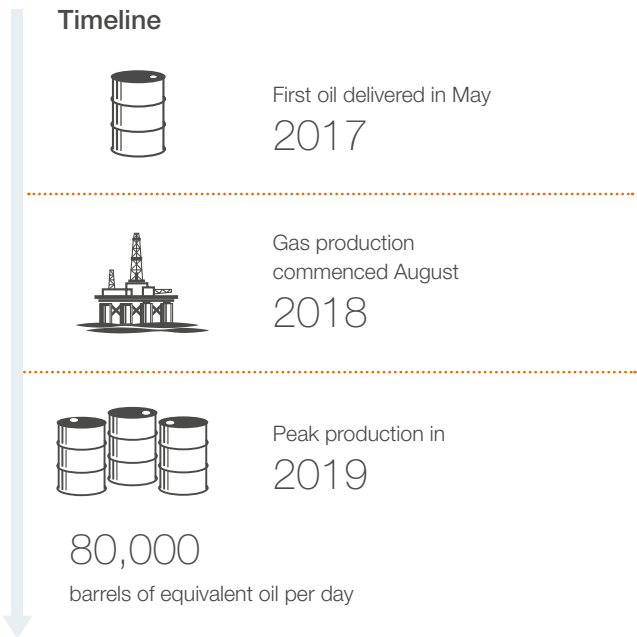 Timeline
First oil delivered in May
2017
Gas production
commenced August
2018
Peak production in
2019
80,000
barrels of equivalent oil per day